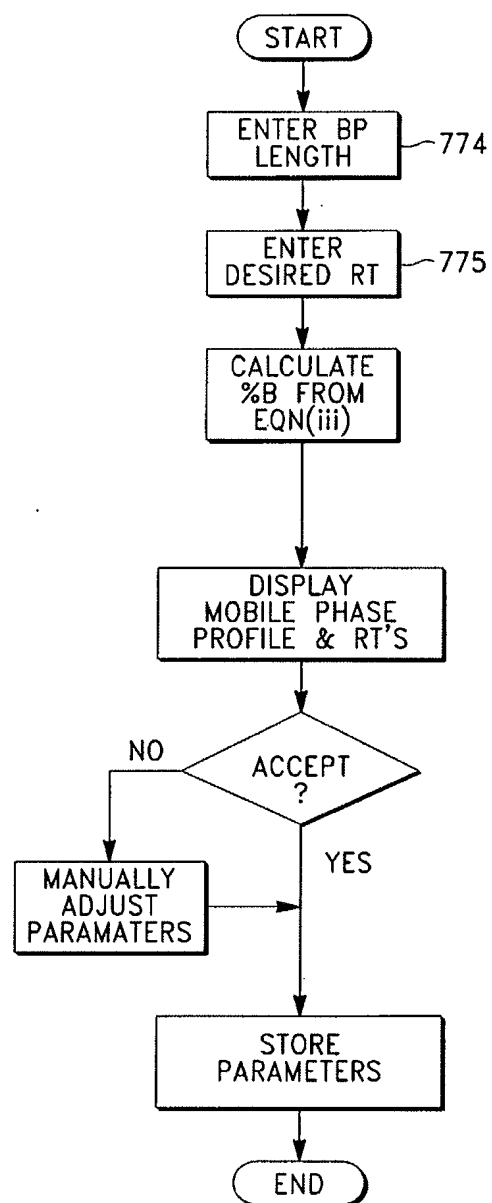 START
ENTER BP
LENGTH
774
ENTER
DESIRED RT
775
CALCULATE
%B FROM
EQN(iii)
DISPLAY
MOBILE PHASE
PROFILE & RT'S
NO
ACCEPT
?
YES
MANUALLY
ADJUST
PARAMATERS
STORE
PARAMETERS
END